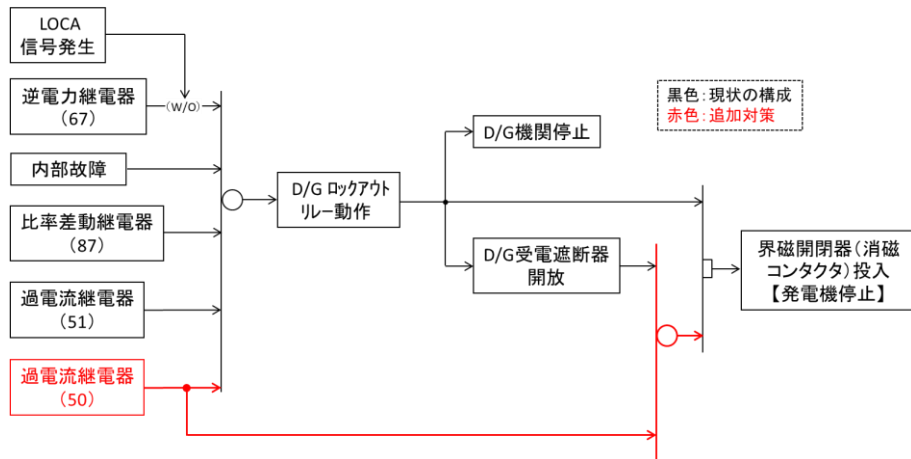 LOCA
信号発生
逆電力継電器
(67)
(W/O)
内部故障
比率差動継電器
(87)
過電流継電器
(51)
過電流継電器
(50)
D/G ロックアウト
リレー動作
D/G機関停止
D/G受電遮断器
開放
黒色：現状の構成
赤色：追加対策
界磁開閉器（消磁
コンタクタ）投入
【発電機停止】